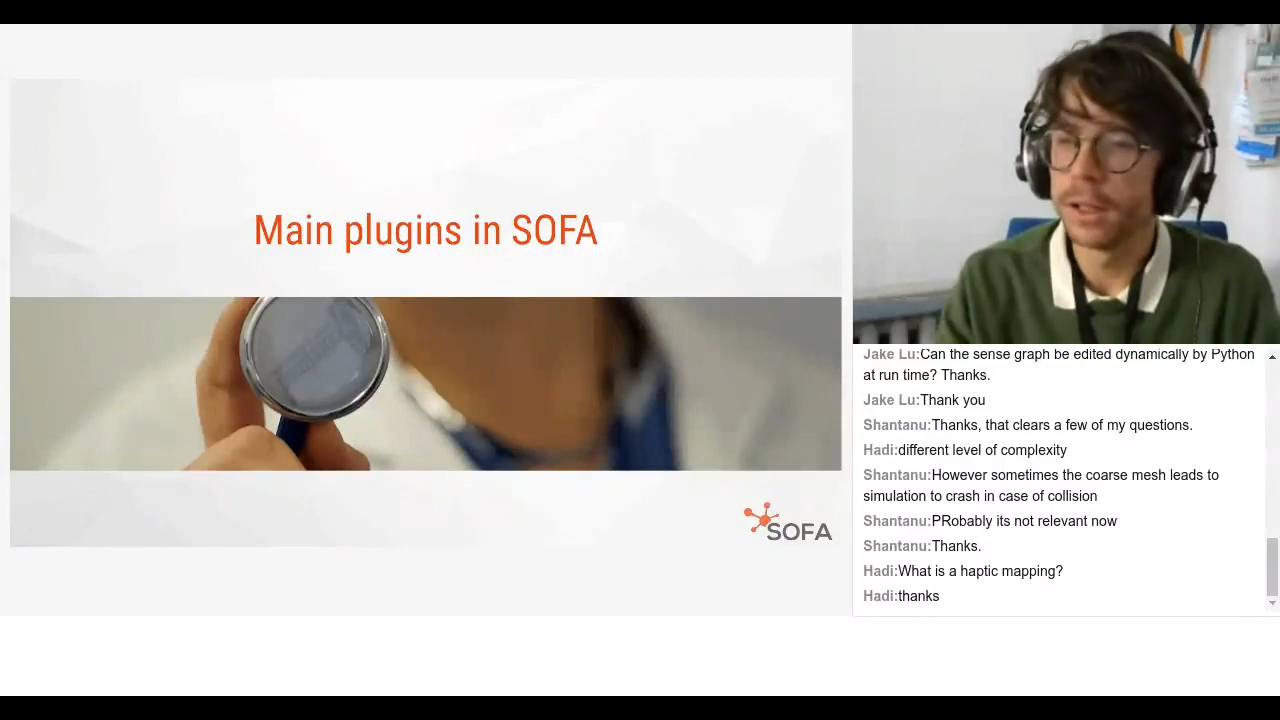 Main plugins in SOFA
SOFA
Jake Lu:Can the sense graph be edited dynamically by Python
at run time? Thanks.
Jake Lu:Thank you
Shantanu:Thanks, that clears a few of my questions.
Hadi:different level of complexity
Shantanu:However sometimes the coarse mesh leads to
simulation to crash in case of collision
Shantanu:PRobably its not relevant now
Shantanu:Thanks.
Hadi:What is a haptic mapping?
Hadi:thanks